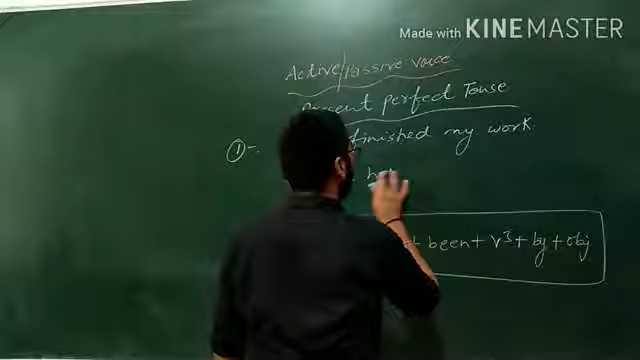 Made with KINEMASTER
Active/Passive voice
Present perfect Tense
①-. finished my work
been + V³ + by + obj